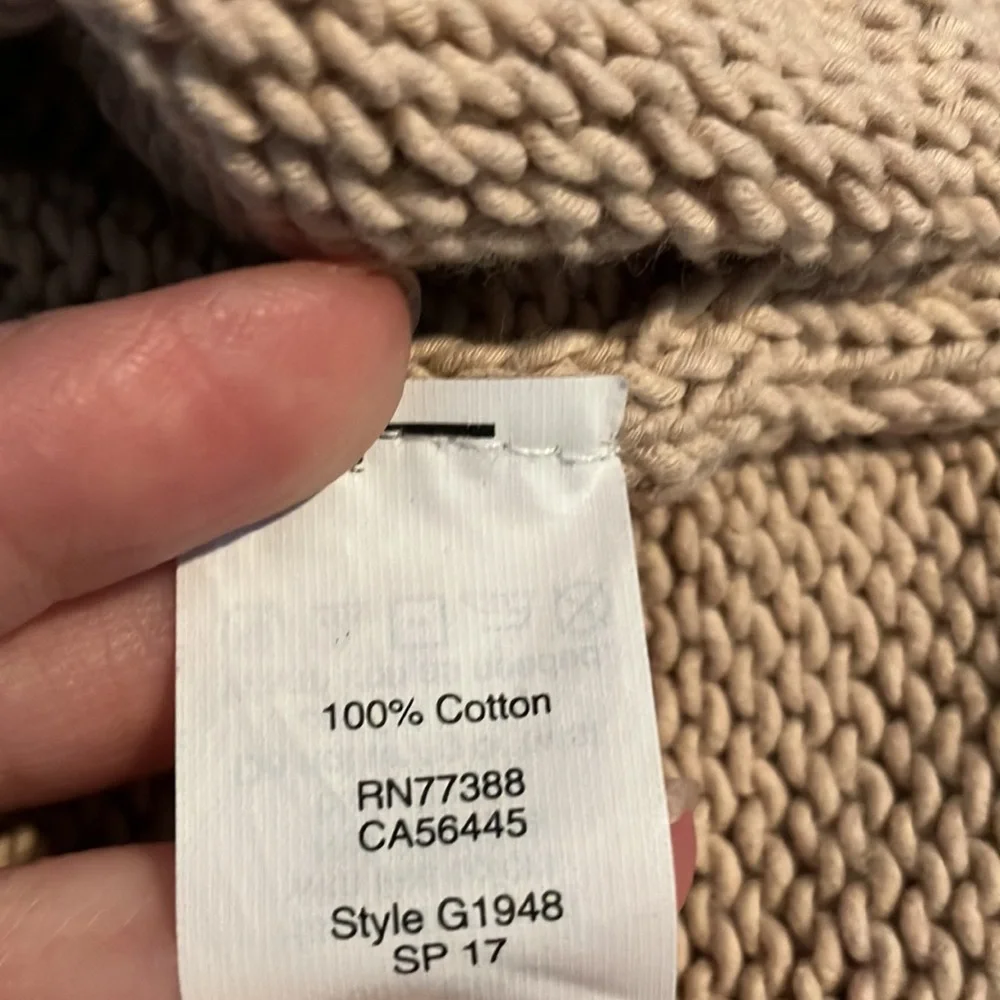 100% Cotton
RN77388
CA56445
Style G1948
SP 17